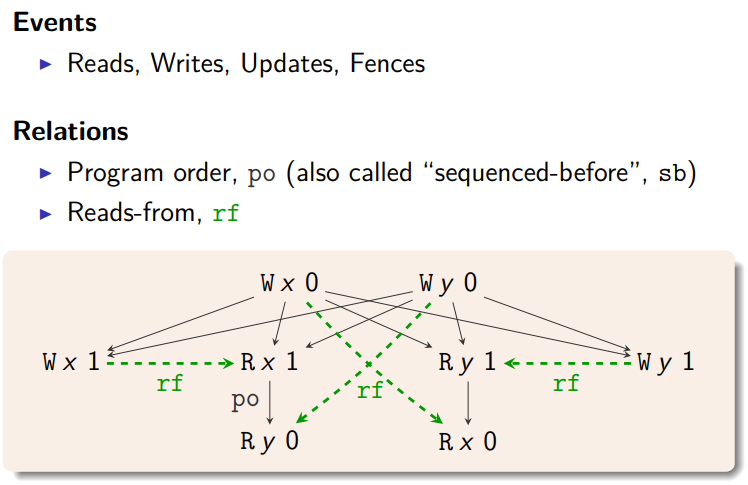 Events
▶ Reads, Writes, Updates, Fences
Relations
▶ Program order, po (also called “sequenced-before”, sb)
▶ Reads-from, rf
W x 0 W y 0
W x 1 R x 1 R y 1 W y 1
rf rf
po rf
R y 0 R x 0